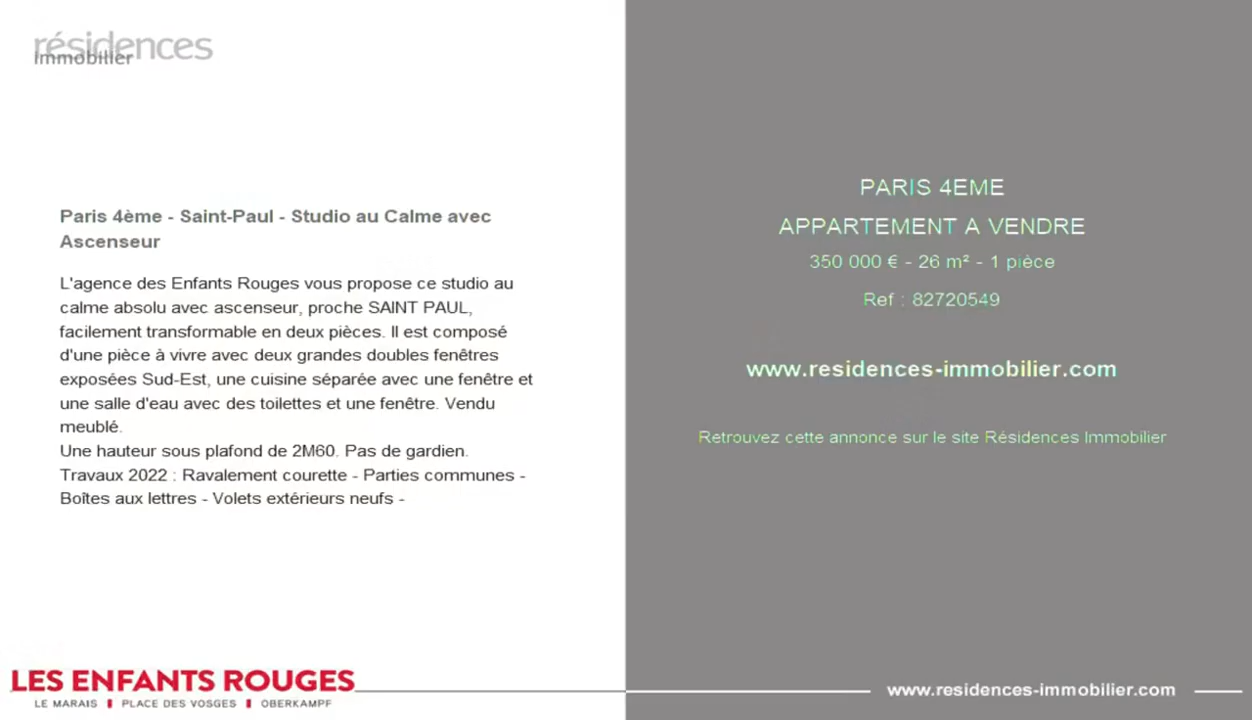 résidences
Immobilier
Paris 4ème - Saint-Paul - Studio au Calme avec
Ascenseur
L'agence des Enfants Rouges vous propose ce studio au
calme absolu avec ascenseur, proche SAINT PAUL,
facilement transformable en deux pièces. Il est composé
d'une pièce à vivre avec deux grandes doubles fenêtres
exposées Sud-Est, une cuisine séparée avec une fenêtre et
une salle d'eau avec des toilettes et une fenêtre. Vendu
meublé.
Une hauteur sous plafond de 2M60. Pas de gardien.
Travaux 2022 : Ravalement courette - Parties communes -
Boîtes aux lettres - Volets extérieurs neufs -
LES ENFANTS ROUGES
LE MARAIS PLACE DES VOSGES OBERKAMPF
PARIS 4EME
APPARTEMENT A VENDRE
350 000 € - 26 m² - 1 pièce
Ref : 82720549
www.residences-immobilier.com
Retrouvez cette annonce sur le site Résidences Immobilier
www.residences-immobilier.com